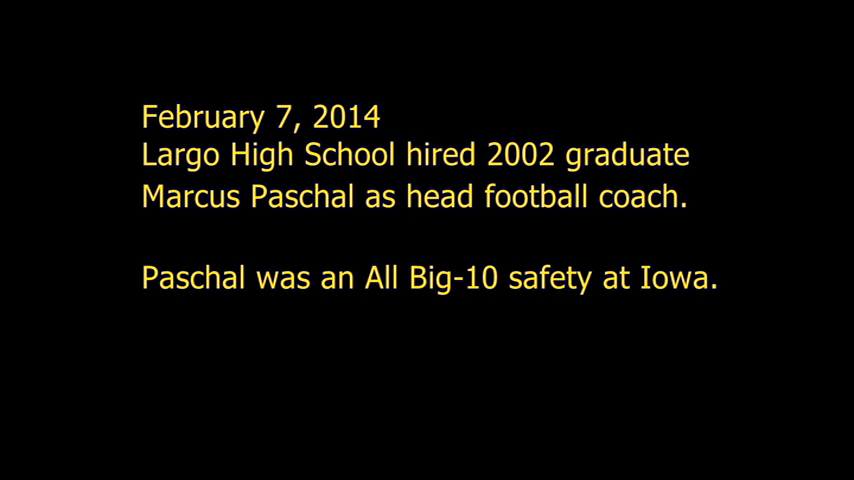 February 7, 2014
Largo High School hired 2002 graduate
Marcus Paschal as head football coach.
Paschal was an All Big-10 safety at Iowa.